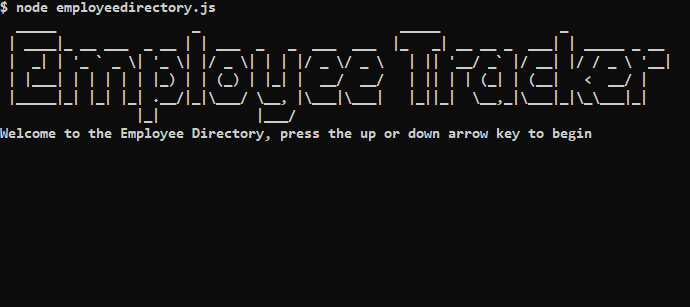 $ node employeedirectory.js
Employee Tracker
Welcome to the Employee Directory, press the up or down arrow key to begin